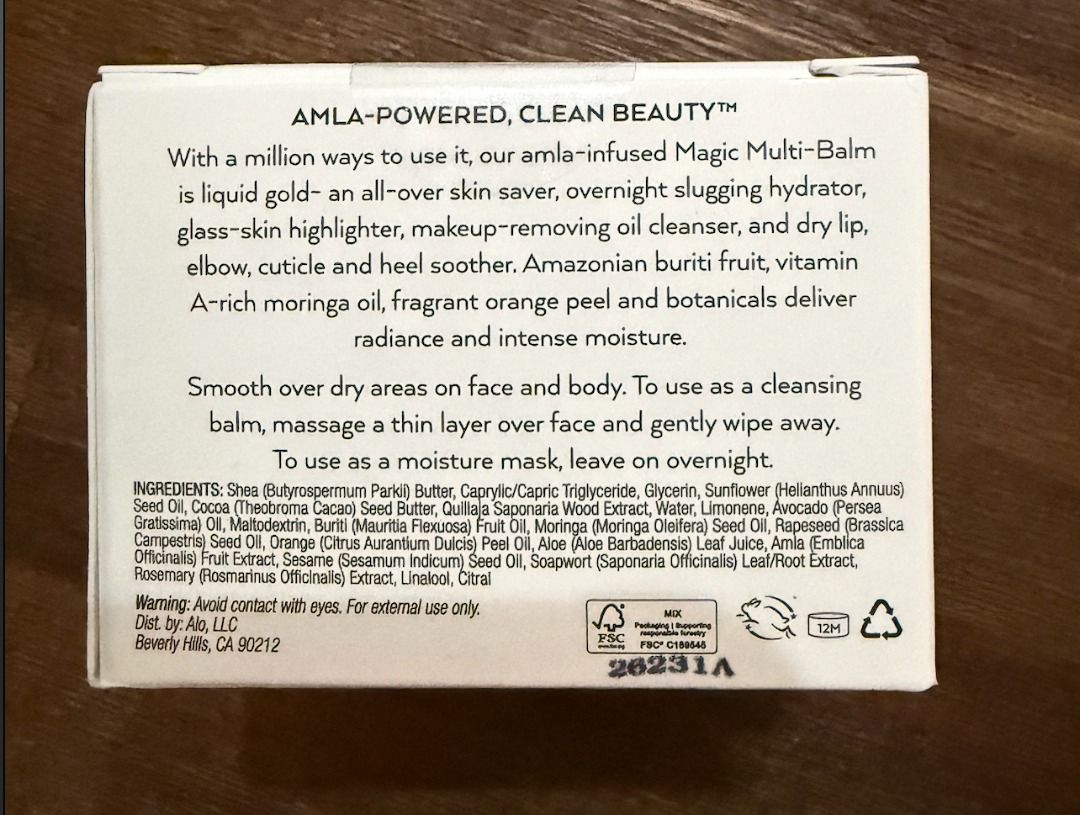 AMLA-POWERED, CLEAN BEAUTY™
With a million ways to use it, our amla-infused Magic Multi-Balm
is liquid gold- an all-over skin saver, overnight slugging hydrator,
glass-skin highlighter, makeup-removing oil cleanser, and dry lip,
elbow, cuticle and heel soother. Amazonian buriti fruit, vitamin
A-rich moringa oil, fragrant orange peel and botanicals deliver
radiance and intense moisture.
Smooth over dry areas on face and body. To use as a cleansing
balm, massage a thin layer over face and gently wipe away.
To use as a moisture mask, leave on overnight.
INGREDIENTS: Shea (Butyrospermum Parkii) Butter, Caprylic/Capric Triglyceride, Glycerin, Sunflower (Helianthus Annuus)
Seed Oil, Cocoa (Theobroma Cacao) Seed Butter, Quillaja Saponaria Wood Extract, Water, Limonene, Avocado (Persea
Gratissima) Oil, Maltodextrin, Buriti (Mauritia Flexuosa) Fruit Oil, Moringa (Moringa Oleifera) Seed Oil, Rapeseed (Brassica
Campestris) Seed Oil, Orange (Citrus Aurantium Dulcis) Peel Oil, Aloe (Aloe Barbadensis) Leaf Juice, Amla (Emblica
Officinalis) Fruit Extract, Sesame (Sesamum Indicum) Seed Oil, Soapwort (Saponaria Officinalis) Leaf/Root Extract,
Rosemary (Rosmarinus Officinalis) Extract, Linalool, Citral
Warning: Avoid contact with eyes. For external use only.
Dist. by: Alo, LLC
Beverly Hills, CA 90212
FSC
MIX
Packaging | Supporting
responsible forestry
12M
26231A